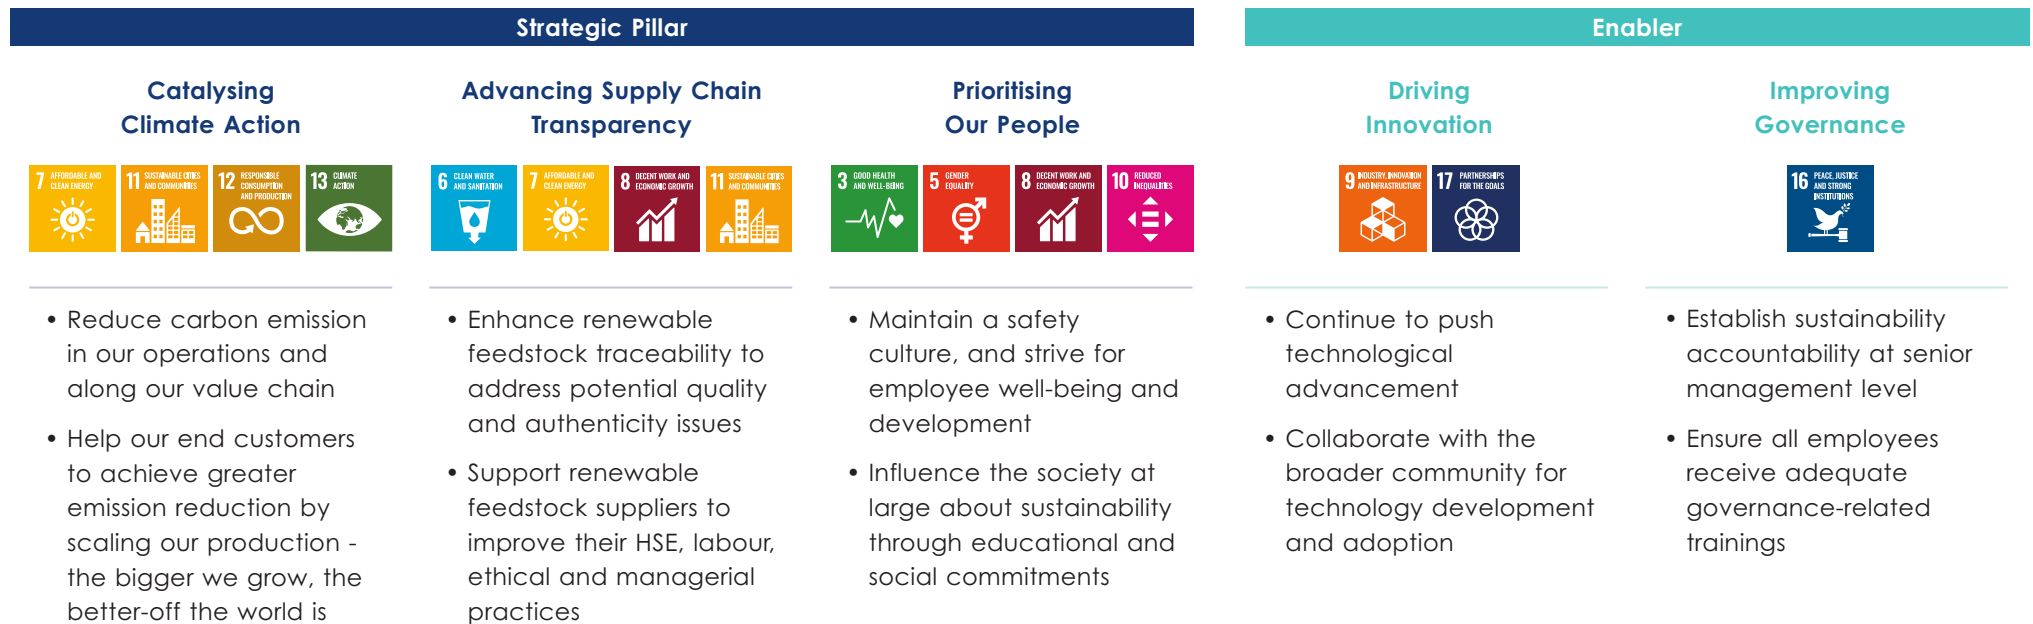 Strategic Pillar
Enabler
Catalysing
Climate Action
7 AFFORDABLE AND
CLEAN ENERGY
11 SUSTAINABLE CITIES
AND COMMUNITIES
12 RESPONSIBLE
CONSUMPTION
AND PRODUCTION
13 CLIMATE
ACTION
• Reduce carbon emission
in our operations and
along our value chain
• Help our end customers
to achieve greater
emission reduction by
scaling our production -
the bigger we grow, the
better-off the world is
Advancing Supply Chain
Transparency
6 CLEAN WATER
AND SANITATION
7 AFFORDABLE AND
CLEAN ENERGY
8 DECENT WORK AND
ECONOMIC GROWTH
11 SUSTAINABLE CITIES
AND COMMUNITIES
• Enhance renewable
feedstock traceability to
address potential quality
and authenticity issues
• Support renewable
feedstock suppliers to
improve their HSE, labour,
ethical and managerial
practices
Prioritising
Our People
3 GOOD HEALTH
AND WELL-BEING
5 GENDER
EQUALITY
8 DECENT WORK AND
ECONOMIC GROWTH
10 REDUCED
INEQUALITIES
• Maintain a safety
culture, and strive for
employee well-being and
development
• Influence the society at
large about sustainability
through educational and
social commitments
Driving
Innovation
9 INDUSTRY, INNOVATION
AND INFRASTRUCTURE
17 PARTNERSHIPS
FOR THE GOALS
• Continue to push
technological
advancement
• Collaborate with the
broader community for
technology development
and adoption
Improving
Governance
16 PEACE, JUSTICE
AND STRONG
INSTITUTIONS
• Establish sustainability
accountability at senior
management level
• Ensure all employees
receive adequate
governance-related
trainings